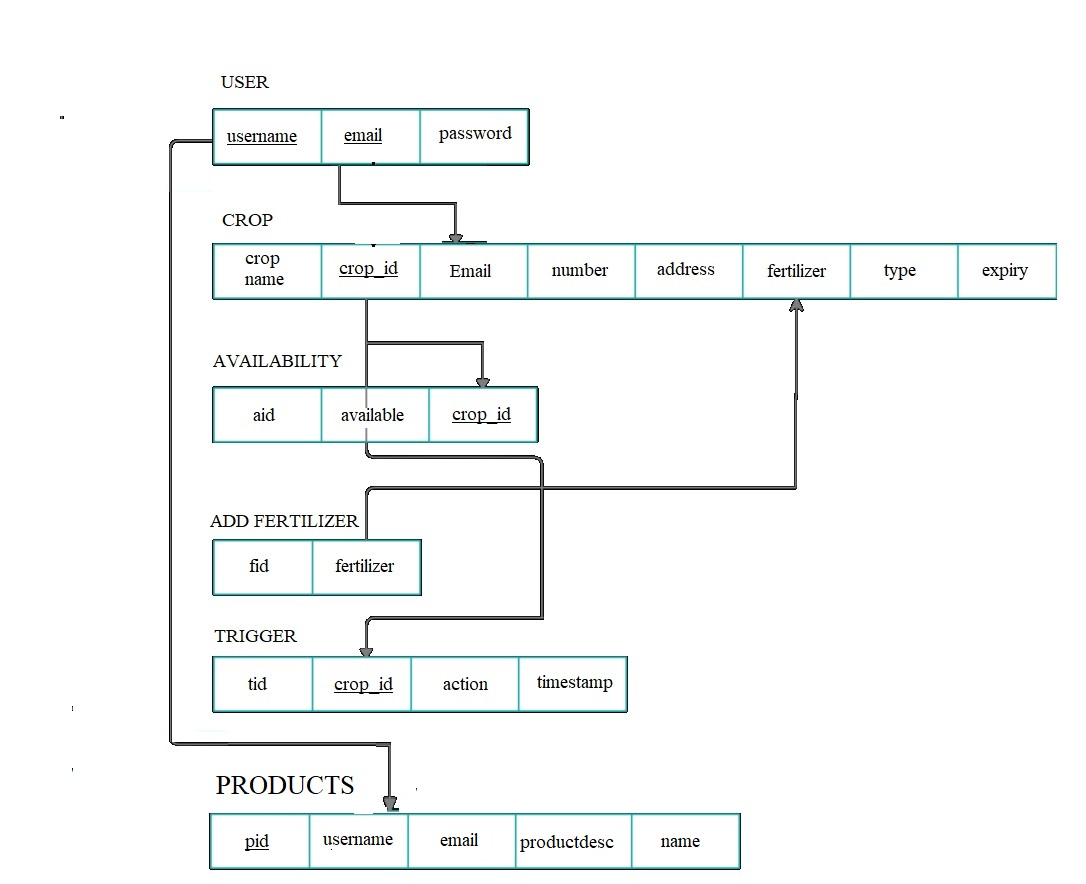 USER
username email password
CROP
crop name crop_id Email number address fertilizer type expiry
AVAILABILITY
aid available crop_id
ADD FERTILIZER
fid fertilizer
TRIGGER
tid crop_id action timestamp
PRODUCTS
pid username email productdesc name